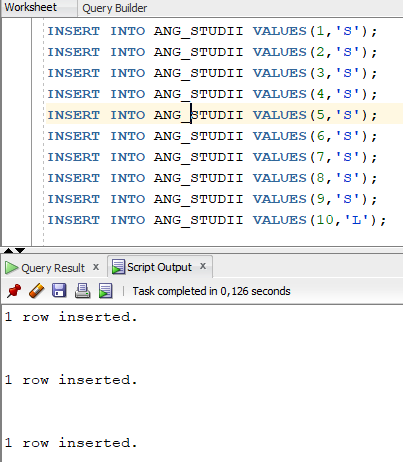 Worksheet Query Builder
INSERT INTO ANG_STUDII VALUES(1,'S');
INSERT INTO ANG_STUDII VALUES(2,'S');
INSERT INTO ANG_STUDII VALUES(3,'S');
INSERT INTO ANG_STUDII VALUES(4,'S');
INSERT INTO ANG_STUDII VALUES(5,'S');
INSERT INTO ANG_STUDII VALUES(6,'S');
INSERT INTO ANG_STUDII VALUES(7,'S');
INSERT INTO ANG_STUDII VALUES(8,'S');
INSERT INTO ANG_STUDII VALUES(9,'S');
INSERT INTO ANG_STUDII VALUES(10,'L');
Query Result x Script Output x
Task completed in 0,126 seconds
1 row inserted.
1 row inserted.
1 row inserted.